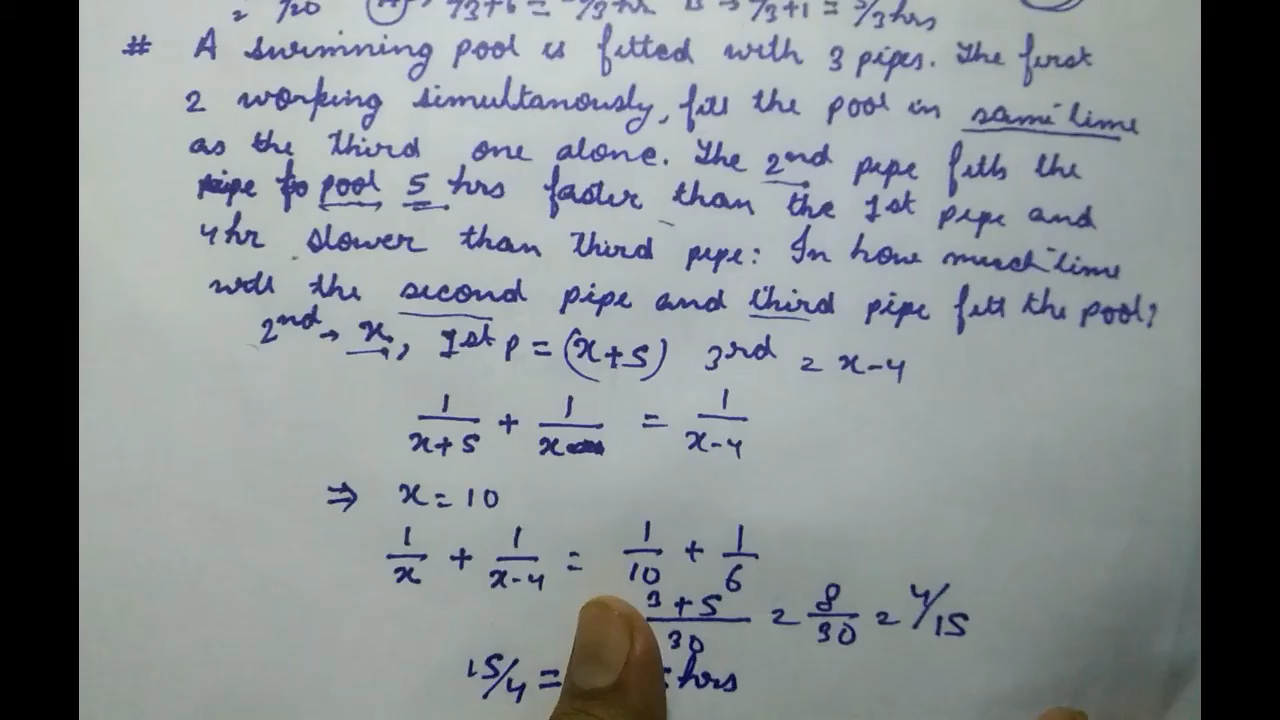 # A swimning pool is fitted with 3 pipes. The first
2 working simultanously, fill the pool in same time
as the third one alone. The 2nd pipe fills the
pool 5 hrs faster than the 1st pipe and
4hr slower than third pipe: In how much time
will the second pipe and third pipe fill the pool?
2nd → x, 1st p = (x+5) 3rd = x-4
1/(x+5) + 1/x = 1/(x-4)
⇒ x = 10
1/x + 1/(x-4) = 1/10 + 1/6
(3+5)/30 = 8/30 = 4/15
15/4 = hrs